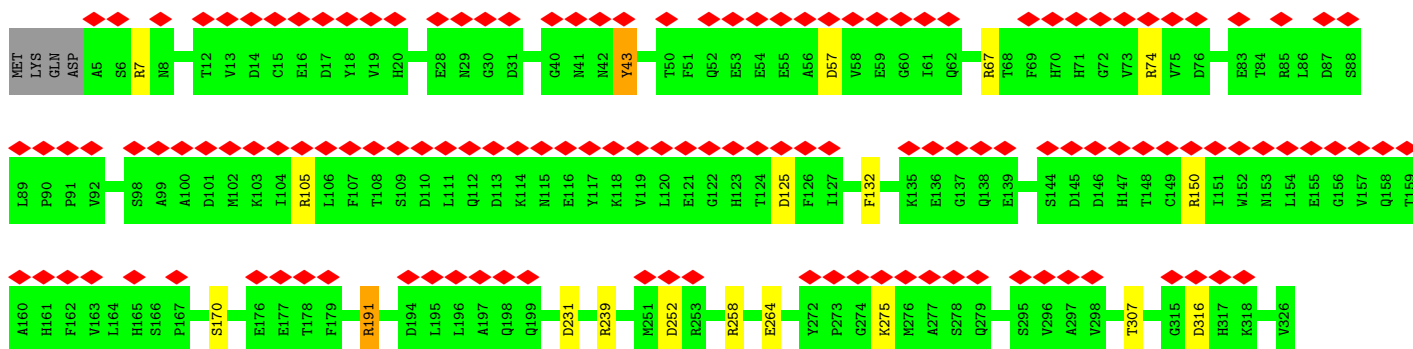 MET LYS GLN ASP A5 S6 R7 N8 T12 V13 D14 C15 E16 D17 Y18 V19 H20 E28 N29 G30 D31 G40 N41 N42 Y43 T50 F51 Q52 E53 E54 E55 A56 D57 V58 E59 G60 I61 Q62 R67 T68 F69 H70 H71 G72 V73 R74 V75 D76 E83 T84 R85 L86 D87 S88
L89 P90 P91 V92 S98 A99 A100 D101 M102 K103 I104 R105 L106 F107 T108 S109 D110 L111 Q112 D113 K114 N115 E116 Y117 K118 V119 L120 E121 G122 H123 T124 D125 F126 I127 F132 K135 E136 G137 Q138 E139 S144 D145 D146 H147 T148 C149 R150 I151 W152 N153 L154 E155 G156 V157 Q158 T159
A160 H161 F162 V163 L164 H165 S166 P167 S170 E176 E177 T178 F179 R191 D194 L195 L196 A197 Q198 Q199 D231 R239 M251 D252 R253 R258 E264 Y272 P273 G274 K275 M276 A277 S278 Q279 S295 V296 A297 V298 T307 G315 D316 H317 K318 V326